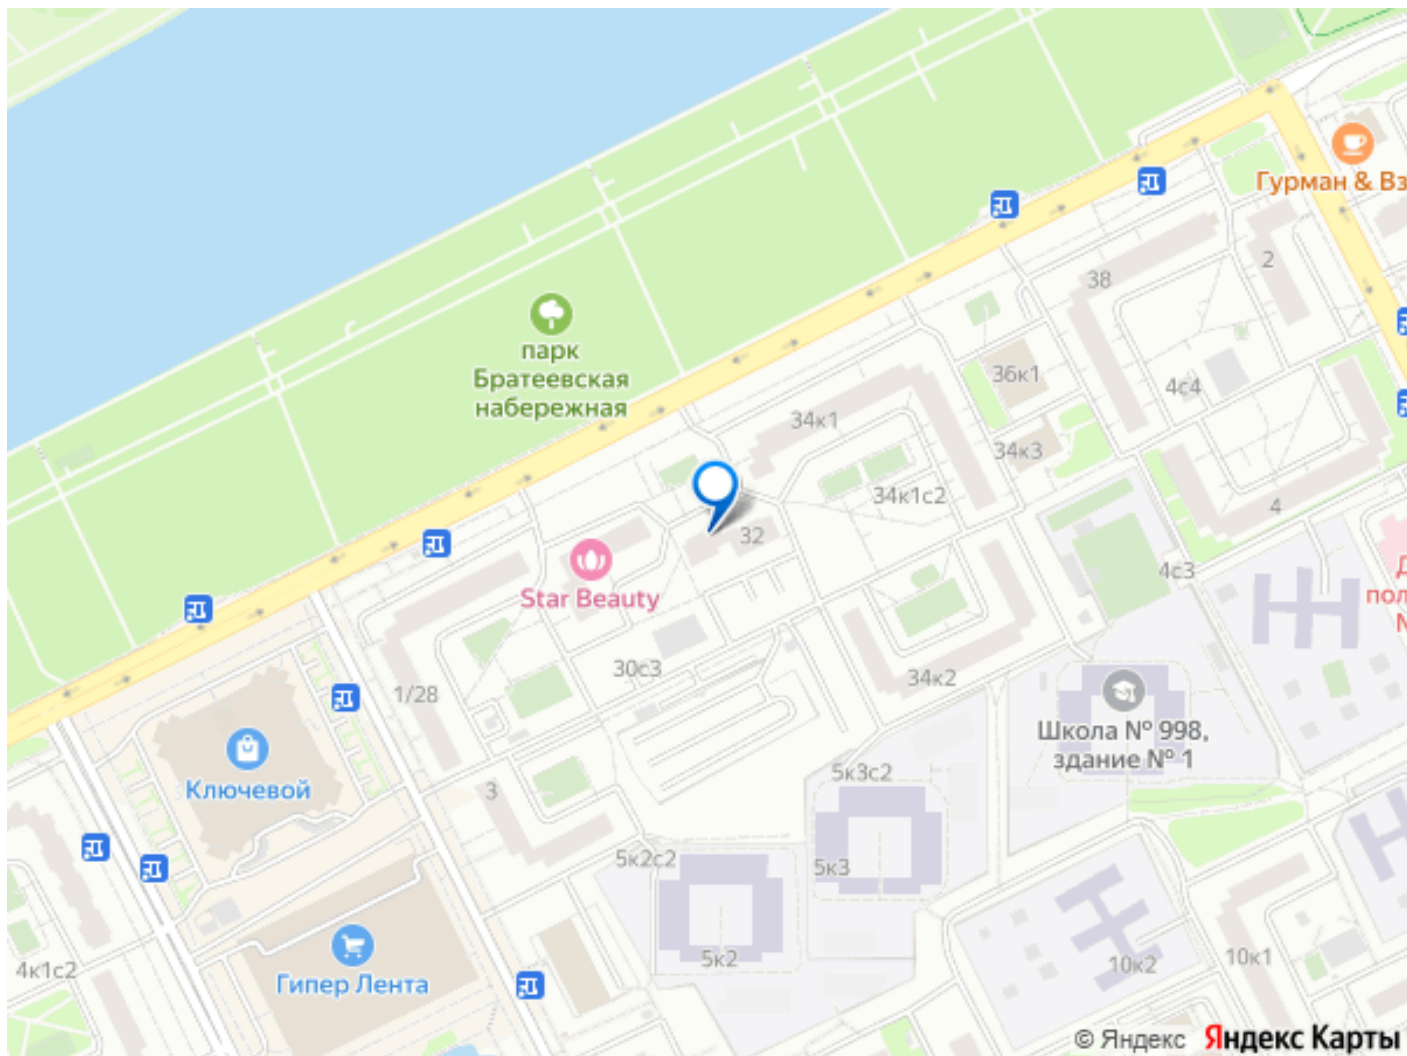 Гурман & Вз
2
38
парк
Братеевская
набережная
36к1
4с4
34к1
34к3
34к1с2
4
32
Star Beauty
4с3
Д
пол
№
30с3
34к2
1/28
Школа № 998,
здание № 1
Ключевой
3
5к3с2
5к2с2
5к3
4к1с2
Гипер Лента
5к2
10к2
10к1
© Яндекс Яндекс Карты